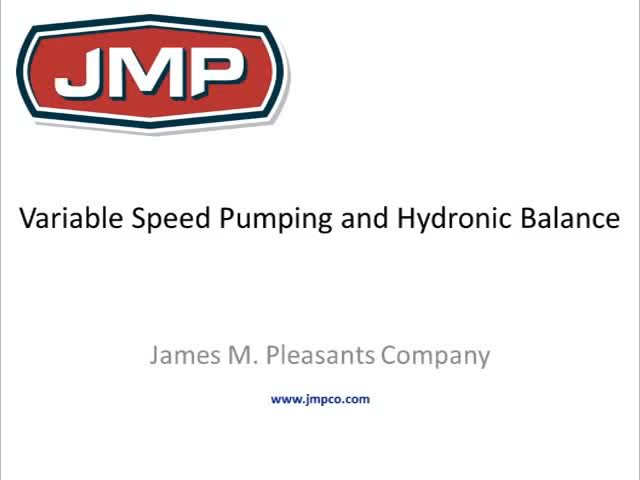 JMP
Variable Speed Pumping and Hydronic Balance
James M. Pleasants Company
www.jmpco.com